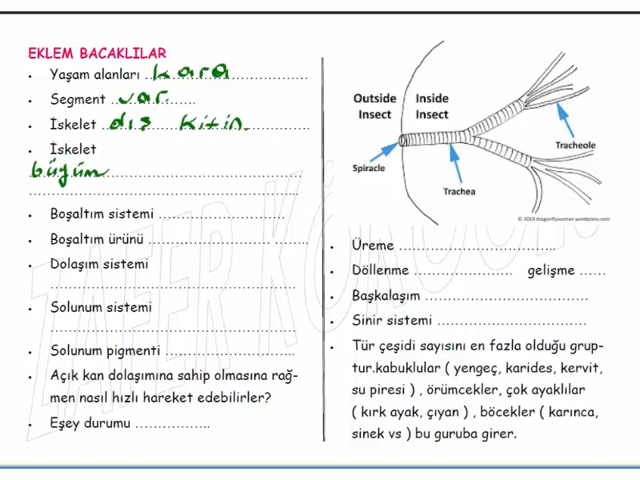 EKLEM BACAKLILAR
• Yaşam alanları ...kara..............................
• Segment ...var...........
• İskelet ..dış kitin..................
• İskelet
büyüm.................................................................
.................................................................
• Boşaltım sistemi ................................
• Boşaltım ürünü .................................
• Dolaşım sistemi
.................................................................
• Solunum sistemi
.................................................................
• Solunum pigmenti ..............................
• Açık kan dolaşımına sahip olmasına rağ-
men nasıl hızlı hareket edebilirler?
• Eşey durumu ..................
Outside
Insect
Inside
Insect
Spiracle
Trachea
Tracheole
© 2010.dragonflywoman.wordpress.com
• Üreme .....................................
• Döllenme ....................... gelişme ......
• Başkalaşım .......................................
• Sinir sistemi ...................................
• Tür çeşidi sayısını en fazla olduğu grup-
tur.kabuklular ( yengeç, karides, kervit,
su piresi ) , örümcekler, çok ayaklılar
( kırk ayak, çıyan ) , böcekler ( karınca,
sinek vs ) bu guruba girer.